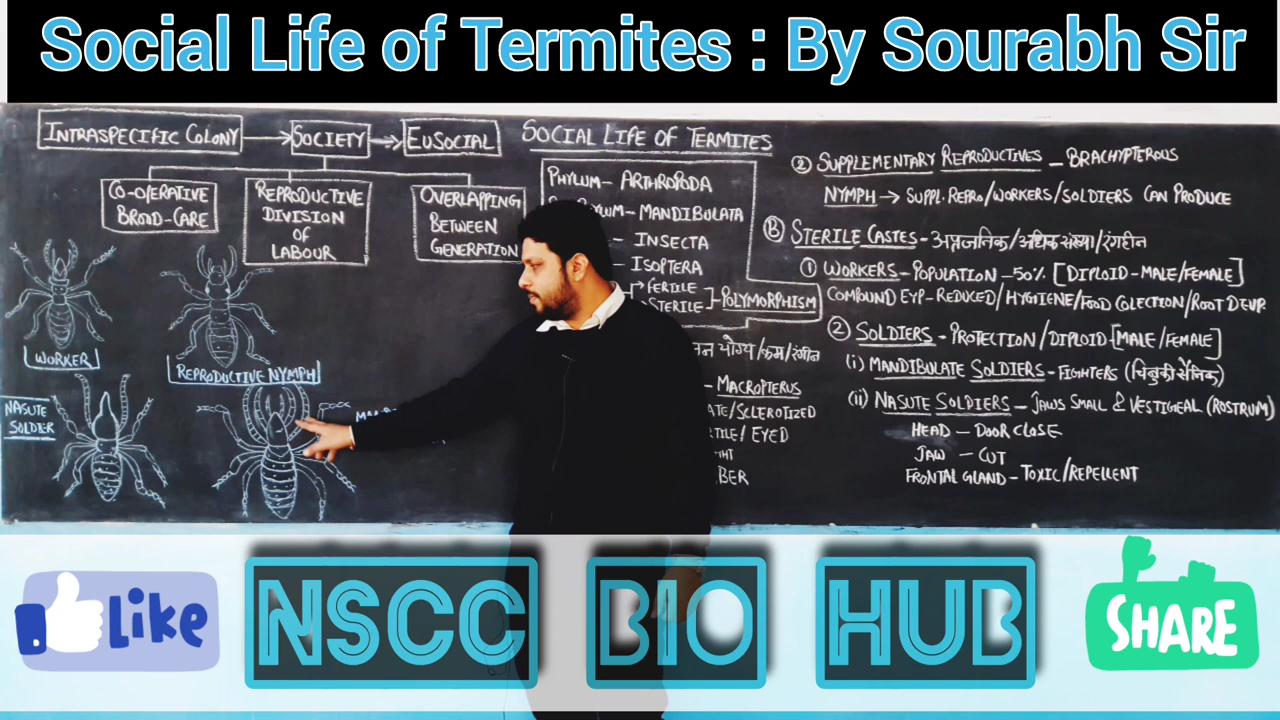 Social Life of Termites : By Sourabh Sir
INTRASPECIFIC COLONY
SOCIETY
EUSOCIAL
CO-OPERATIVE
BROOD-CARE
REPRODUCTIVE
DIVISION
OF
LABOUR
OVERLAPPING
BETWEEN
GENERATION
WORKER
REPRODUCTIVE NYMPH
NASUTE
SOLDIER
SOCIAL LIFE OF TERMITES
PHYLUM - ARTHROPODA
- MANDIBULATA
- INSECTA
- ISOPTERA
FERTILE
STERILE ] POLYMORPHISM
योग्य/कम/रंगीन
- MACROPTERUS
/SCLEROTIZED
/ EYED
② SUPPLEMENTARY REPRODUCTIVES - BRACHYPTEROUS
NYMPH → SUPPL. REPRO/WORKERS/SOLDIERS CAN PRODUCE
Ⓑ STERILE CASTES - अप्रजनिक/अधिक संख्या/रंगहीन
① WORKERS - POPULATION - 50% [DIPLOID - MALE/FEMALE]
COMPOUND EYP - REDUCED/HYGIENE/FOOD COLECTION/ROOT
② SOLDIERS - PROTECTION/DIPLOID [MALE/FEMALE]
(i) MANDIBULATE SOLDIERS - FIGHTERS (चिबुकी सैनिक)
(ii) NASUTE SOLDIERS - JAWS SMALL & VESTIGEAL (ROSTRUM)
HEAD - DOOR CLOSE
JAW - CUT
FRONTAL GLAND - TOXIC/REPELLENT
Like
NSCC BIO HUB
SHARE